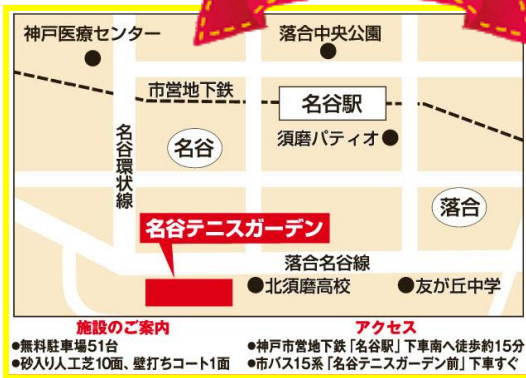 神戸医療センター
落合中央公園
市営地下鉄
名谷駅
名谷環状線
名谷
須磨パティオ
落合
名谷テニスガーデン
落合名谷線
北須磨高校
友が丘中学
施設のご案内
●無料駐車場51台
●砂入り人工芝10面、壁打ちコート1面
アクセス
●神戸市営地下鉄「名谷駅」下車南へ徒歩約15分
●市バス15系「名谷テニスガーデン前」下車すぐ